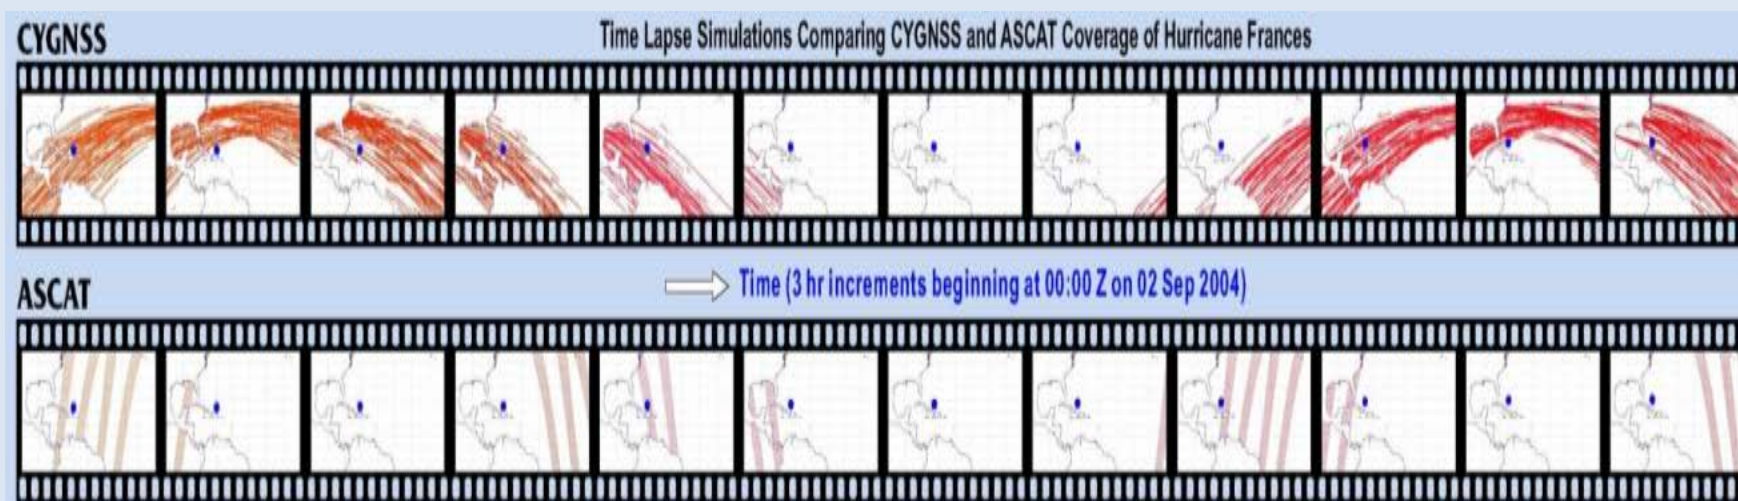 CYGNSS
Time Lapse Simulations Comparing CYGNSS and ASCAT Coverage of Hurricane Frances
Time (3 hr increments beginning at 00:00 Z on 02 Sep 2004)
ASCAT